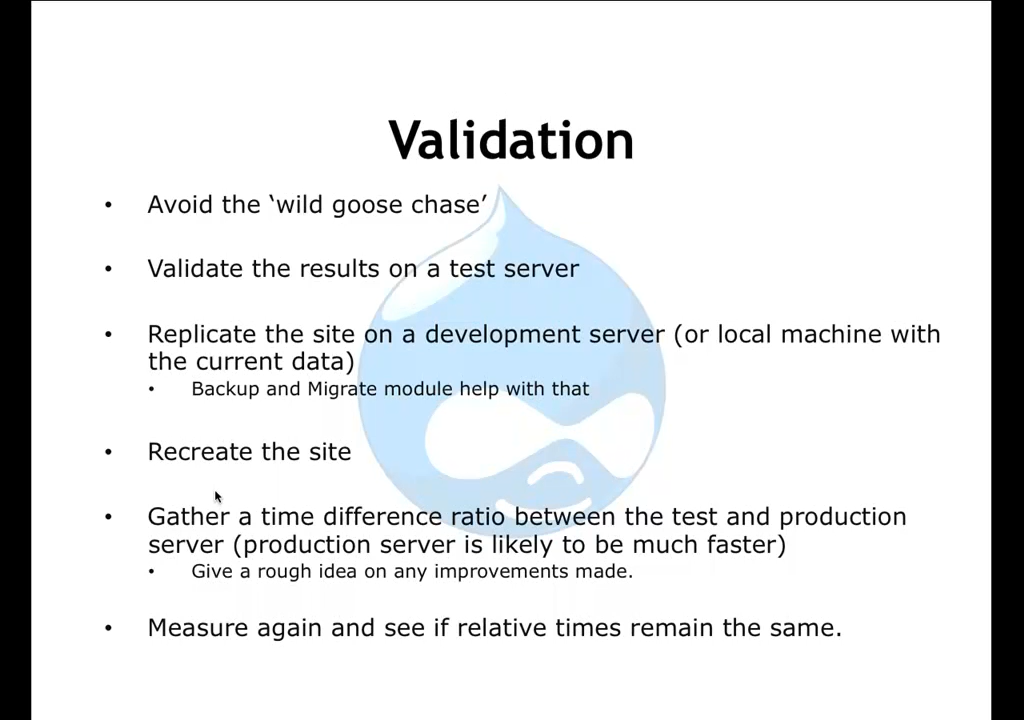 Validation
• Avoid the ‘wild goose chase’
• Validate the results on a test server
• Replicate the site on a development server (or local machine with
the current data)
• Backup and Migrate module help with that
• Recreate the site
• Gather a time difference ratio between the test and production
server (production server is likely to be much faster)
• Give a rough idea on any improvements made.
• Measure again and see if relative times remain the same.